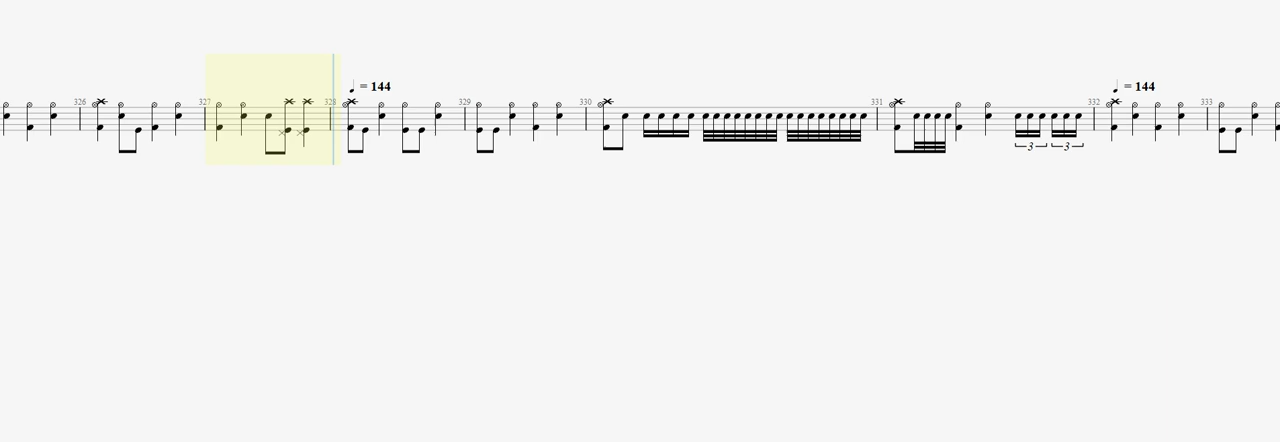 ♩ = 144 ♩ = 144
326 327 328 329 330 331 332 333
3 3